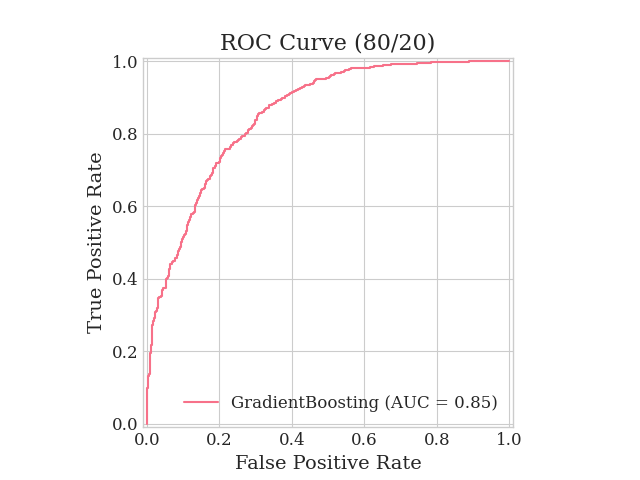 ROC Curve (80/20)
True Positive Rate
1.0
0.8
0.6
0.4
0.2
0.0
GradientBoosting (AUC = 0.85)
0.0 0.2 0.4 0.6 0.8 1.0
False Positive Rate